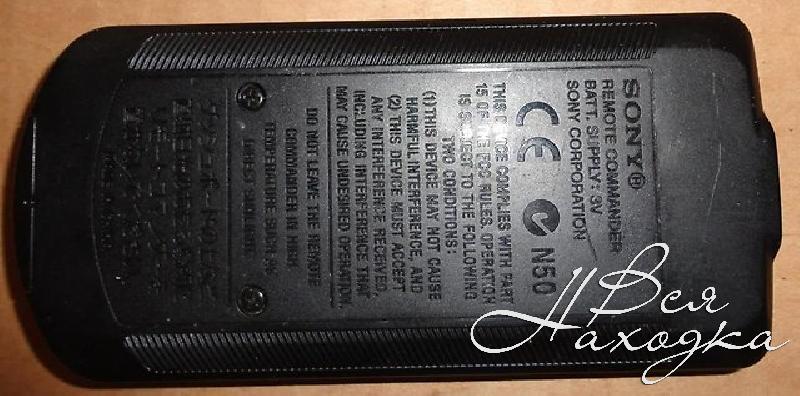 SONY®
REMOTE COMMANDER
BATT. SUPPLY: 3V
SONY CORPORATION
CE N50
THIS DEVICE COMPLIES WITH PART
15 OF THE FCC RULES. OPERATION
IS SUBJECT TO THE FOLLOWING
TWO CONDITIONS:
(1) THIS DEVICE MAY NOT CAUSE
HARMFUL INTERFERENCE, AND
(2) THIS DEVICE MUST ACCEPT
ANY INTERFERENCE RECEIVED,
INCLUDING INTERFERENCE THAT
MAY CAUSE UNDESIRED OPERATION.
DO NOT LEAVE THE REMOTE
COMMANDER IN HIGH
TEMPERATURE SUCH AS
Вся
Находка